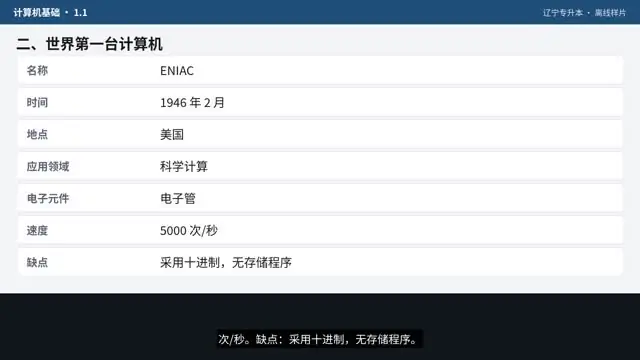 计算机基础 · 1.1
辽宁专升本 · 离线样片
二、世界第一台计算机
名称 ENIAC
时间 1946 年 2 月
地点 美国
应用领域 科学计算
电子元件 电子管
速度 5000 次/秒
缺点 采用十进制，无存储程序
次/秒。缺点：采用十进制，无存储程序。